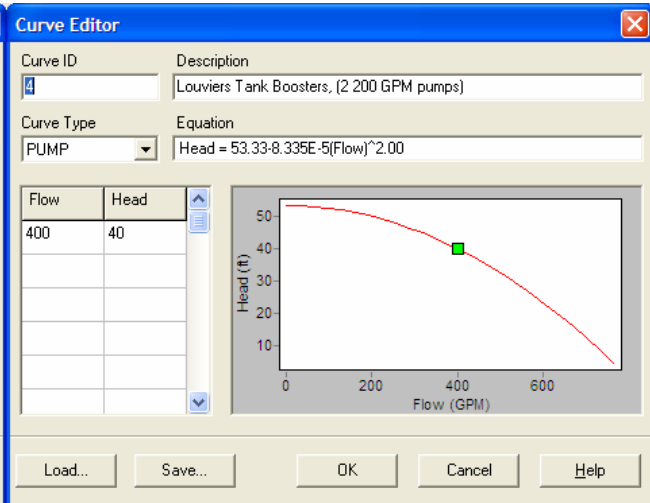 Curve Editor
Curve ID
Description
4
Louviers Tank Boosters, (2 200 GPM pumps)
Curve Type
Equation
PUMP
Head = 53.33-8.335E-5(Flow)^2.00
Flow Head
400 40
50
40
30
20
10
Head (ft)
0 200 400 600
Flow (GPM)
Load... Save... OK Cancel Help